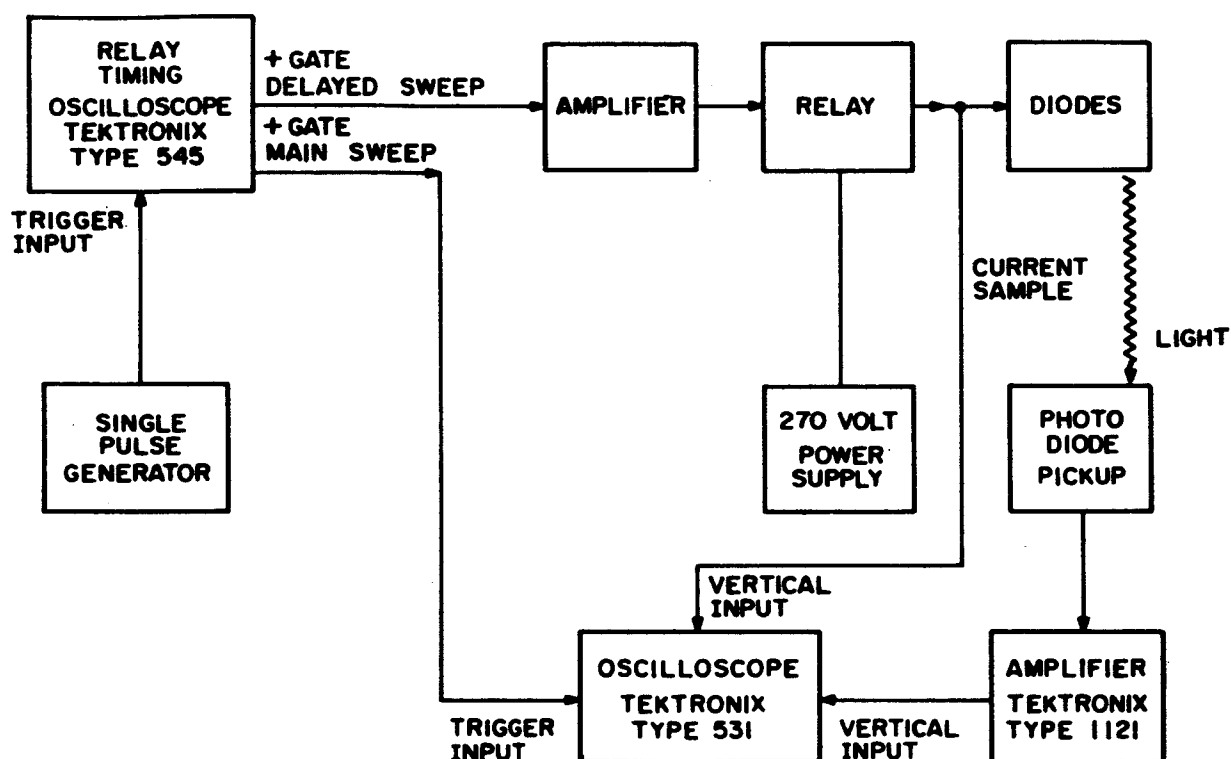 RELAY
TIMING
OSCILLOSCOPE
TEKTRONIX
TYPE 545
+ GATE
DELAYED SWEEP
+ GATE
MAIN SWEEP
AMPLIFIER
RELAY
DIODES
TRIGGER
INPUT
CURRENT
SAMPLE
LIGHT
SINGLE
PULSE
GENERATOR
270 VOLT
POWER
SUPPLY
PHOTO
DIODE
PICKUP
VERTICAL
INPUT
OSCILLOSCOPE
TEKTRONIX
TYPE 531
AMPLIFIER
TEKTRONIX
TYPE 1121
TRIGGER
INPUT
VERTICAL
INPUT